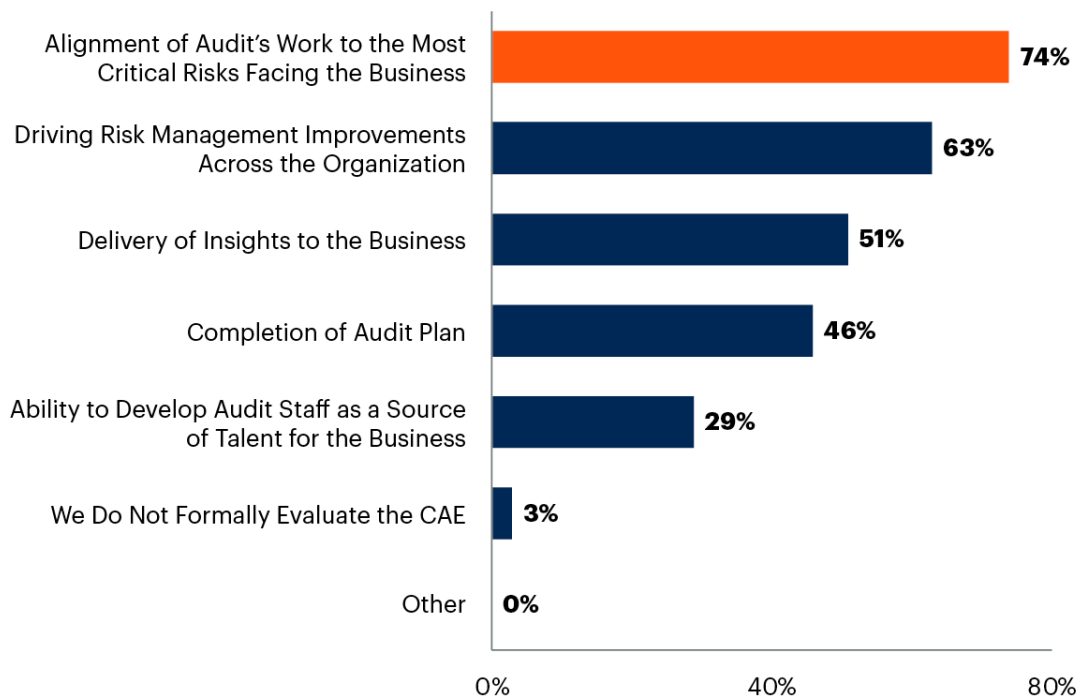 Alignment of Audit’s Work to the Most
Critical Risks Facing the Business
74%
Driving Risk Management Improvements
Across the Organization
63%
Delivery of Insights to the Business
51%
Completion of Audit Plan
46%
Ability to Develop Audit Staff as a Source
of Talent for the Business
29%
We Do Not Formally Evaluate the CAE
3%
Other
0%
0%
40%
80%